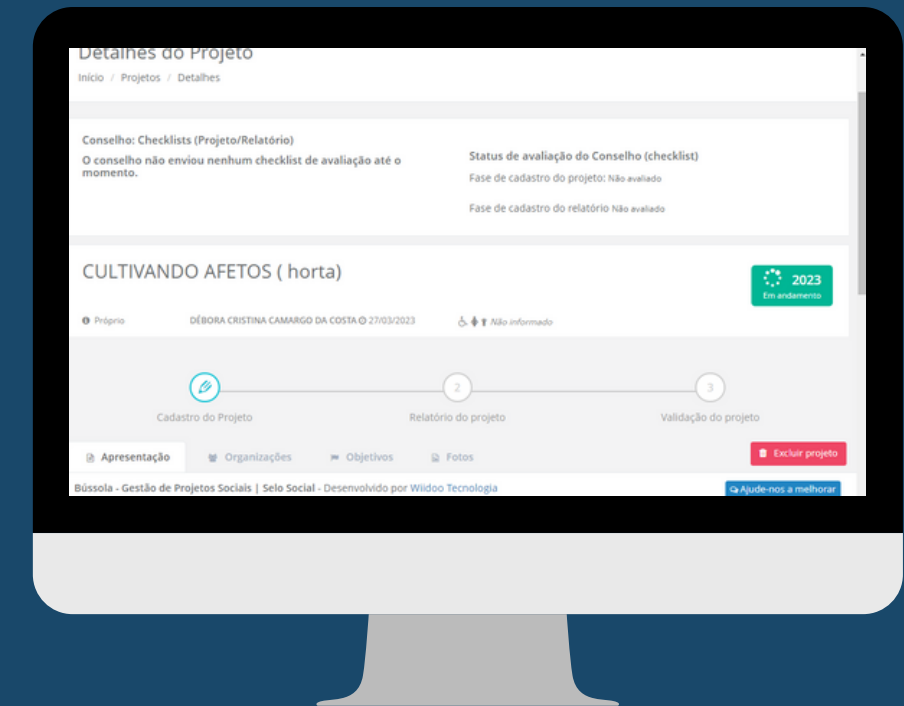 Detalhes do Projeto
Início / Projetos / Detalhes
Conselho: Checklists (Projeto/Relatório)
O conselho não enviou nenhum checklist de avaliação até o
momento.
Status de avaliação do Conselho (checklist)
Fase de cadastro do projeto: Não avaliado
Fase de cadastro do relatório Não avaliado
CULTIVANDO AFETOS ( horta)
2023
Em andamento
Próprio
DÉBORA CRISTINA CAMARGO DA COSTA 27/03/2023
Não informado
2
3
Cadastro do Projeto
Relatório do projeto
Validação do projeto
Apresentação
Organizações
Objetivos
Fotos
Excluir projeto
Bússola - Gestão de Projetos Sociais | Selo Social - Desenvolvido por Wiidoo Tecnologia
Ajude-nos a melhorar